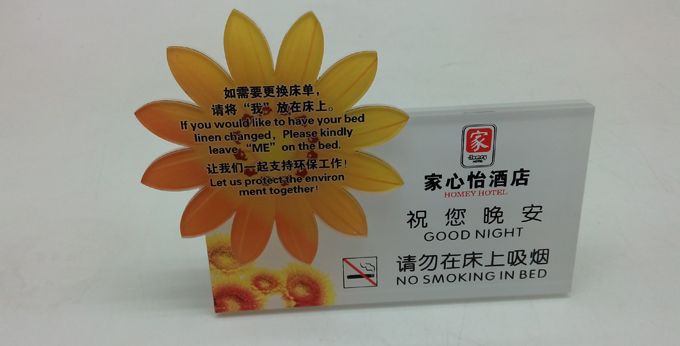 如需要更换床单，
请将“我”放在床上。
If you would like to have your bed
linen changed, Please kindly
leave “ME” on the bed.
让我们一起支持环保工作！
Let us protect the environ
ment together!
家
家心怡酒店
HOMEY HOTEL
祝您晚安
GOOD NIGHT
请勿在床上吸烟
NO SMOKING IN BED